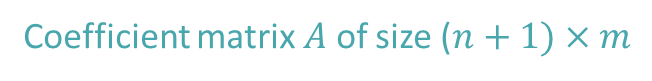 Coefficient matrix A of size (n + 1) × m